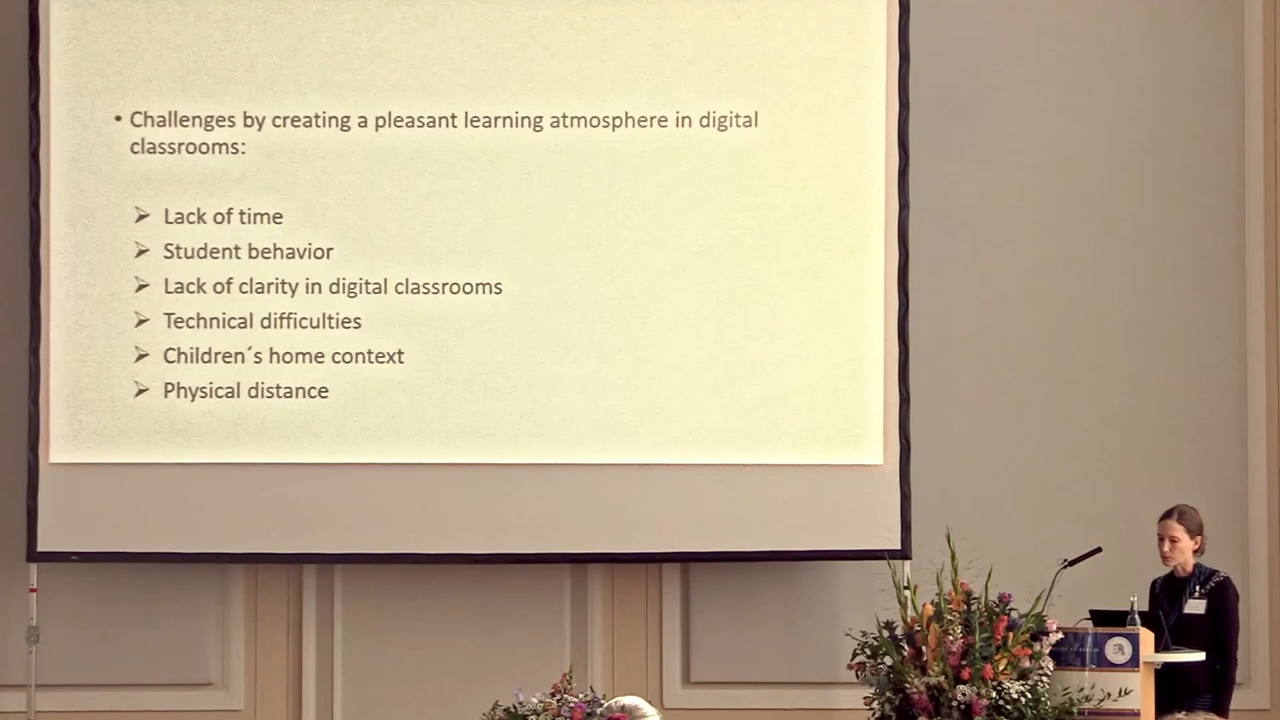 • Challenges by creating a pleasant learning atmosphere in digital
classrooms:
➢ Lack of time
➢ Student behavior
➢ Lack of clarity in digital classrooms
➢ Technical difficulties
➢ Children´s home context
➢ Physical distance